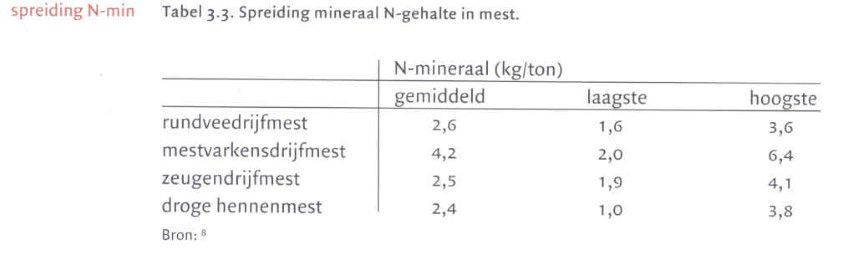 spreiding N-min Tabel 3.3. Spreiding mineraal N-gehalte in mest.
N-mineraal (kg/ton)
gemiddeld laagste hoogste
rundveedrijfmest 2,6 1,6 3,6
mestvarkensdrijfmest 4,2 2,0 6,4
zeugendrijfmest 2,5 1,9 4,1
droge hennenmest 2,4 1,0 3,8
Bron: 8